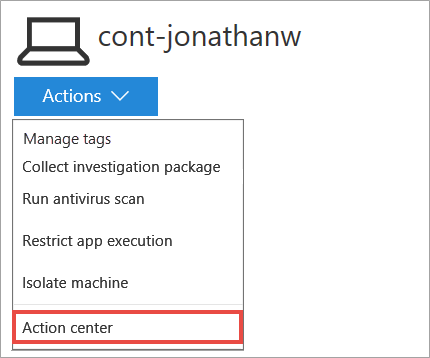 cont-jonathanw
Actions
Manage tags
Collect investigation package
Run antivirus scan
Restrict app execution
Isolate machine
Action center